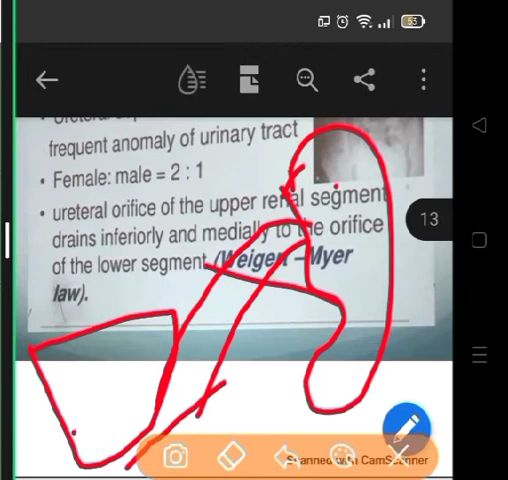 53
frequent anomaly of urinary tract
• Female: male = 2 : 1
• ureteral orifice of the upper renal segment
drains inferiorly and medially to the orifice
of the lower segment (Weigert –Myer
law).
13
Scanned with CamScanner